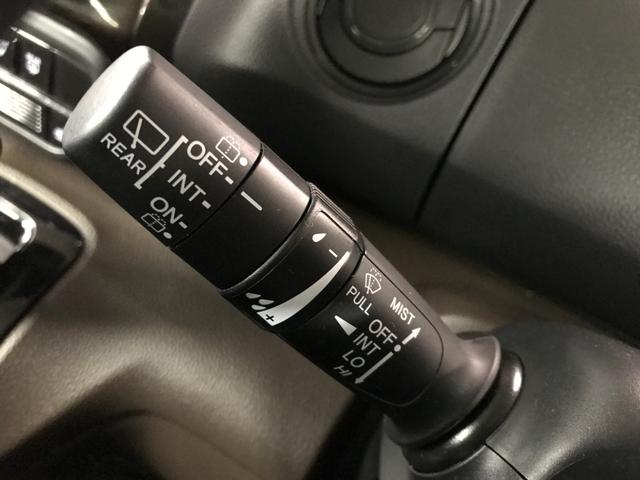 REAR
OFF-
INT-
ON-
-
+
PULL
MIST
OFF
INT
LO
HI